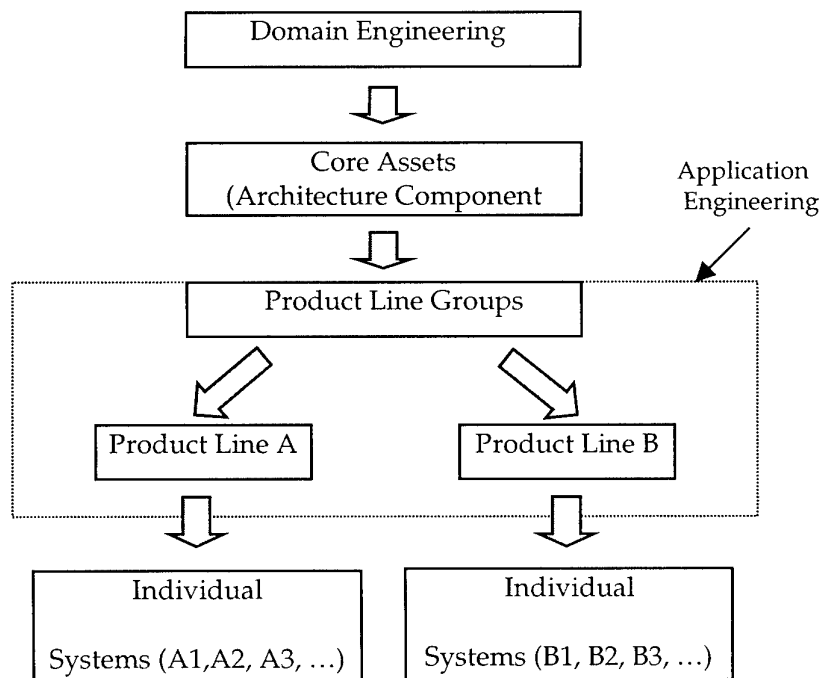 Domain Engineering
Core Assets
(Architecture Component
Application
Engineering
Product Line Groups
Product Line A
Product Line B
Individual
Systems (A1,A2, A3, ...)
Individual
Systems (B1, B2, B3, ...)